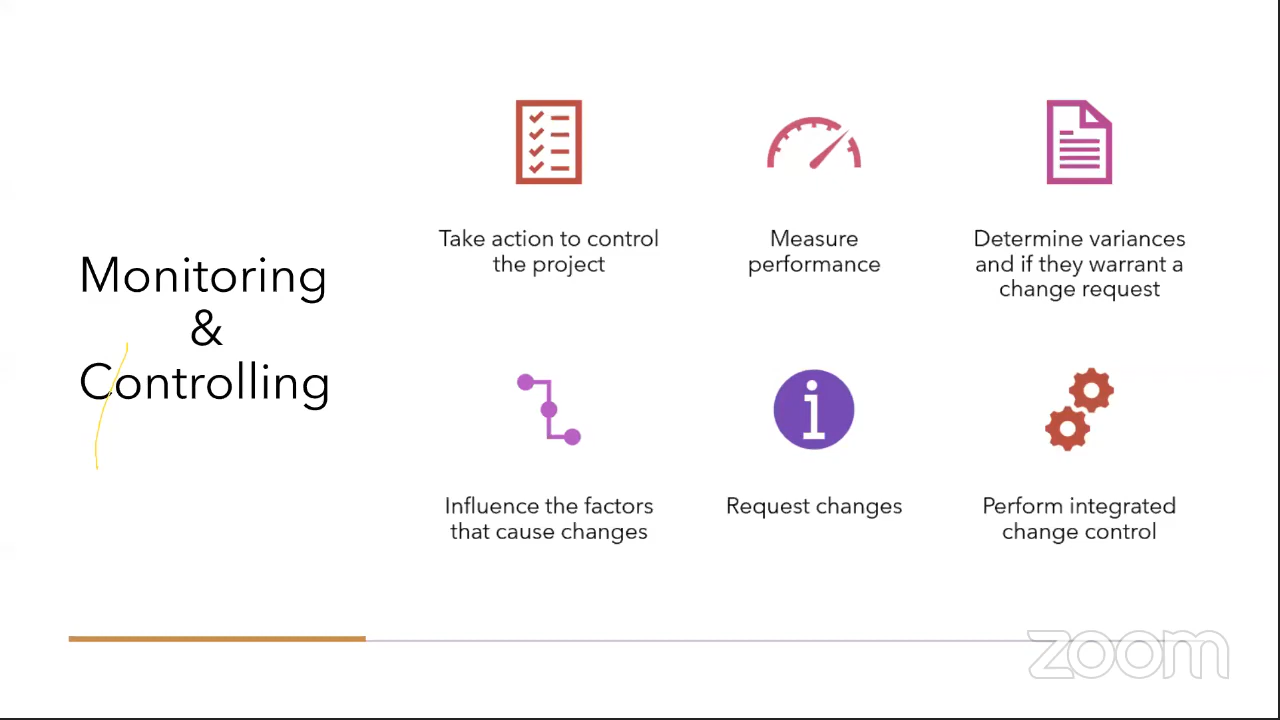 Monitoring
&
Controlling
Take action to control
the project
Measure
performance
Determine variances
and if they warrant a
change request
Influence the factors
that cause changes
Request changes
Perform integrated
change control
zoom